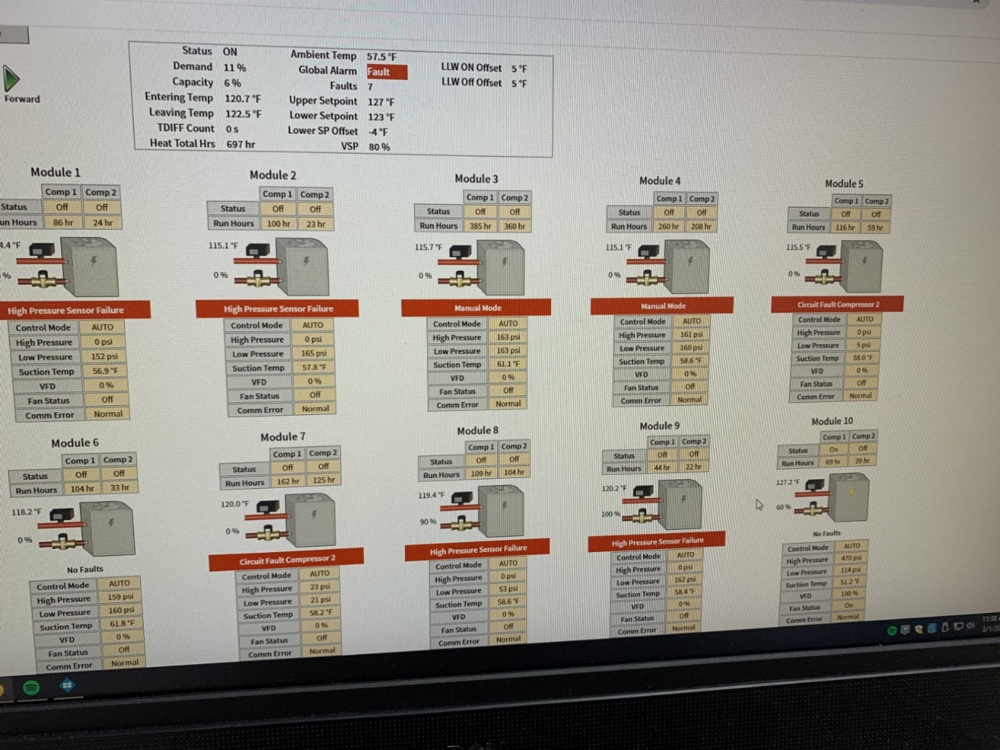 Status ON Ambient Temp 57.5 °F
Demand 11 % Global Alarm Fault LLW ON Offset 5 °F
Capacity 6 % Faults 7 LLW Off Offset 5 °F
Forward
Entering Temp 120.7 °F Upper Setpoint 127 °F
Leaving Temp 122.5 °F Lower Setpoint 123 °F
TDIFF Count 0 s Lower SP Offset -4 °F
Heat Total Hrs 697 hr VSP 80 %
Module 1 Module 2 Module 3 Module 4 Module 5
Comp 1 Comp 2 Comp 1 Comp 2 Comp 1 Comp 2 Comp 1 Comp 2 Comp 1 Comp 2
Status Off Off Status Off Off Status Off Off Status Off Off Status Off Off
un Hours 86 hr 24 hr Run Hours 100 hr 23 hr Run Hours 385 hr 360 hr Run Hours 260 hr 208 hr Run Hours 116 hr 59 hr
4.4 °F 115.1 °F 115.7 °F 115.1 °F 115.5 °F
% 0 % 0 % 0 % 0 %
High Pressure Sensor Failure High Pressure Sensor Failure Manual Mode Manual Mode Circuit Fault Compressor 2
Control Mode AUTO Control Mode AUTO Control Mode AUTO Control Mode AUTO Control Mode AUTO
High Pressure 0 psi High Pressure 0 psi High Pressure 163 psi High Pressure 161 psi High Pressure 0 psi
Low Pressure 152 psi Low Pressure 165 psi Low Pressure 163 psi Low Pressure 160 psi Low Pressure 5 psi
Suction Temp 56.9 °F Suction Temp 57.8 °F Suction Temp 61.1 °F Suction Temp 58.6 °F Suction Temp 58.0 °F
VFD 0 % VFD 0 % VFD 0 % VFD 0 % VFD 0 %
Fan Status Off Fan Status Off Fan Status Off Fan Status Off Fan Status Off
Comm Error Normal Comm Error Normal Comm Error Normal Comm Error Normal Comm Error Normal
Module 6 Module 7 Module 8 Module 9 Module 10
Comp 1 Comp 2 Comp 1 Comp 2 Comp 1 Comp 2 Comp 1 Comp 2 Comp 1 Comp 2
Status Off Off Status Off Off Status Off Off Status Off Off Status On Off
Run Hours 104 hr 33 hr Run Hours 162 hr 125 hr Run Hours 109 hr 104 hr Run Hours 44 hr 22 hr Run Hours 69 hr 39 hr
118.2 °F 120.0 °F 119.4 °F 120.2 °F 127.2 °F
0 % 0 % 90 % 100 % 60 %
No Faults Circuit Fault Compressor 2 High Pressure Sensor Failure High Pressure Sensor Failure No Faults
Control Mode AUTO Control Mode AUTO Control Mode AUTO Control Mode AUTO Control Mode AUTO
High Pressure 159 psi High Pressure 23 psi High Pressure 0 psi High Pressure 0 psi High Pressure 470 psi
Low Pressure 160 psi Low Pressure 21 psi Low Pressure 53 psi Low Pressure 162 psi Low Pressure 114 psi
Suction Temp 61.8 °F Suction Temp 58.2 °F Suction Temp 58.6 °F Suction Temp 58.4 °F Suction Temp 51.2 °F
VFD 0 % VFD 0 % VFD 0 % VFD 0 % VFD 100 %
Fan Status Off Fan Status Off Fan Status Off Fan Status Off Fan Status On
Comm Error Normal Comm Error Normal Comm Error Normal Comm Error Normal Comm Error Normal
11:38
3/1/20